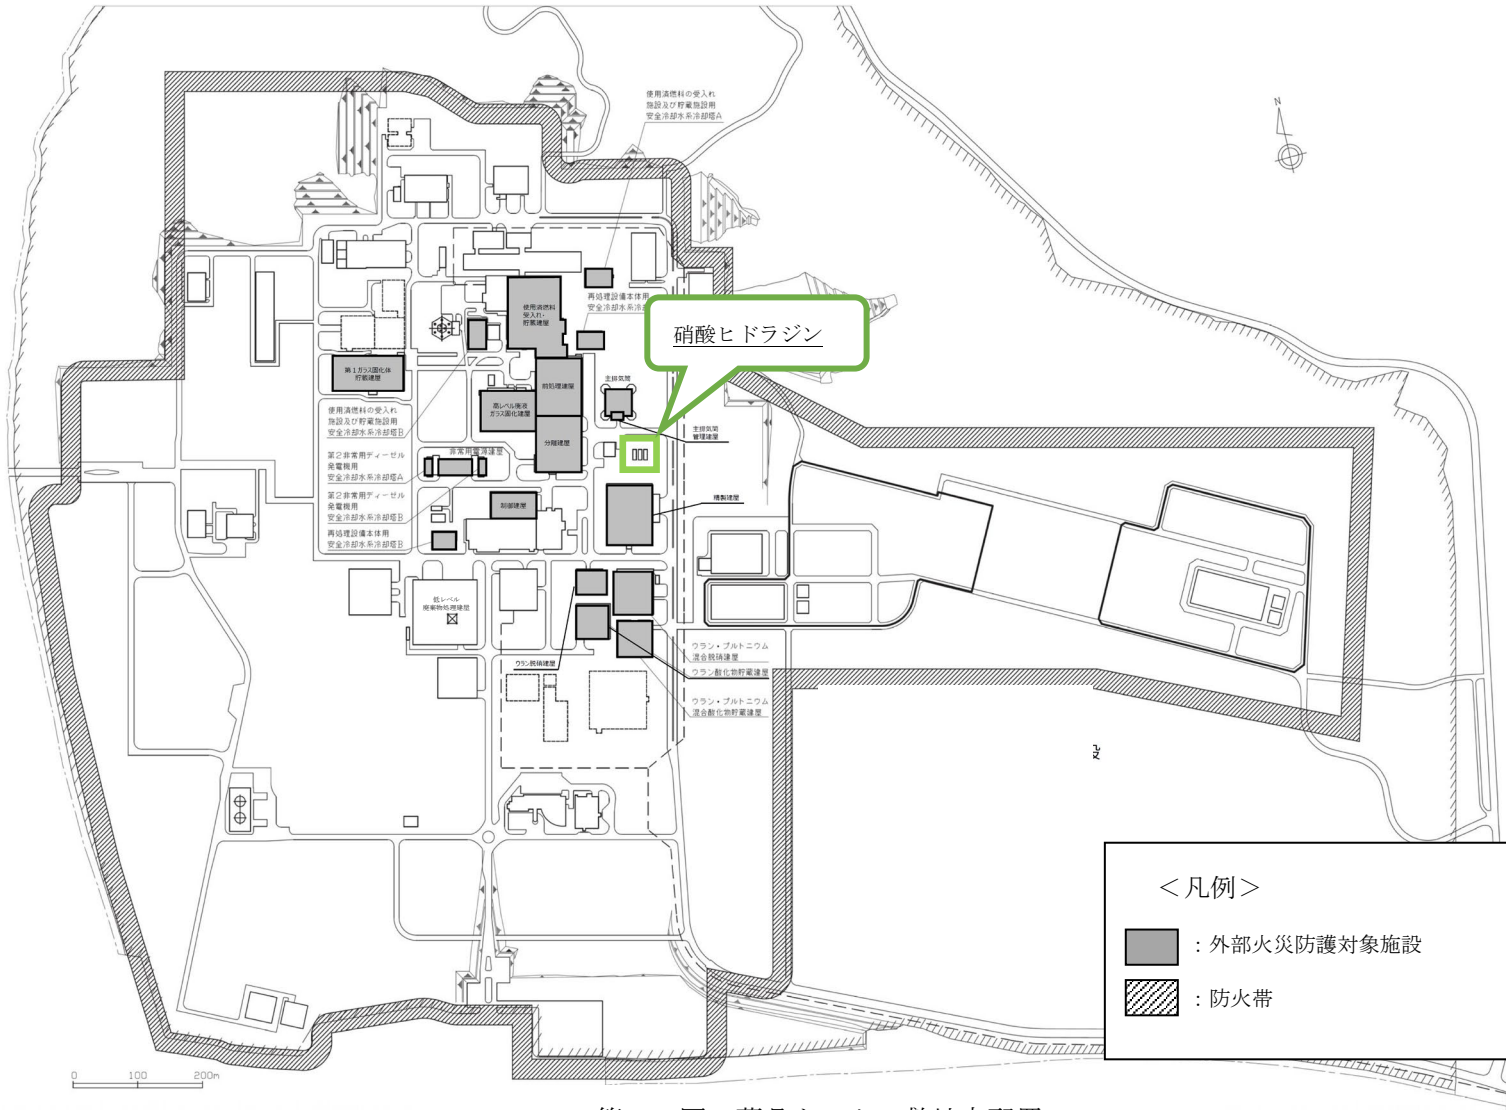 使用済燃料の受入れ
施設及び貯蔵施設用
安全冷却水系冷却塔A
N
再処理設備本体用
安全冷却水系冷却
使用済燃料
受入れ・
貯蔵建屋
硝酸ヒドラジン
第1ガラス固化体
貯蔵建屋
前処理建屋
主排気筒
高レベル廃液
ガラス固化建屋
使用済燃料の受入れ
施設及び貯蔵施設用
安全冷却水系冷却塔B
主排気筒
管理建屋
分離建屋
非常用電源建屋
第2非常用ディーゼル
発電機用
安全冷却水系冷却塔A
第2非常用ディーゼル
発電機用
安全冷却水系冷却塔B
精製建屋
制御建屋
再処理設備本体用
安全冷却水系冷却塔B
低レベル
廃棄物処理建屋
ウラン脱硝建屋
ウラン・プルトニウム
混合脱硝建屋
ウラン酸化物貯蔵建屋
ウラン・プルトニウム
混合酸化物貯蔵建屋
＜凡例＞
：外部火災防護対象施設
：防火帯
0 100 200m